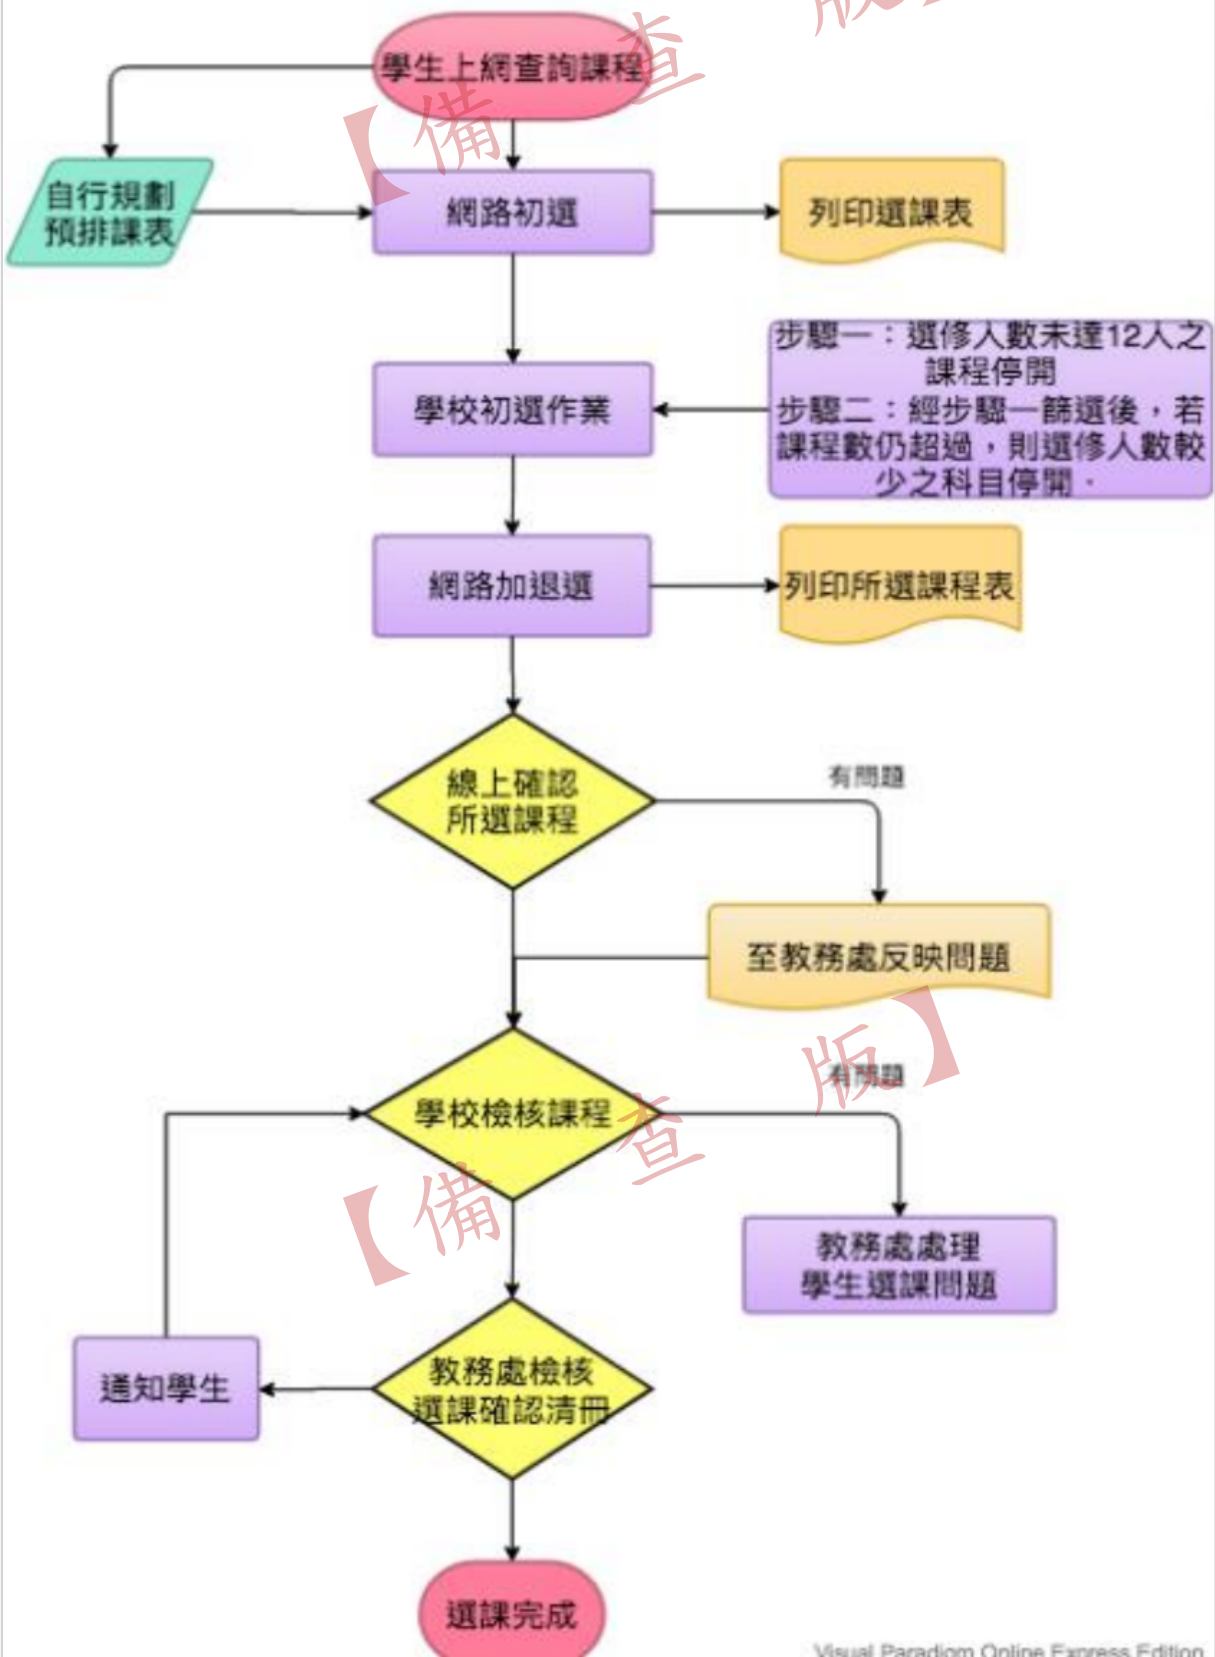 學生上網查詢課程
自行規劃
預排課表
網路初選
列印選課表
學校初選作業
步驟一：選修人數未達12人之
課程停開
步驟二：經步驟一篩選後，若
課程數仍超過，則選修人數較
少之科目停開。
網路加退選
列印所選課程表
線上確認
所選課程
有問題
至教務處反映問題
學校檢核課程
有問題
教務處處理
學生選課問題
教務處檢核
選課確認清冊
通知學生
選課完成
【備查版】
【備查版】
Visual Paradigm Online Express Edition